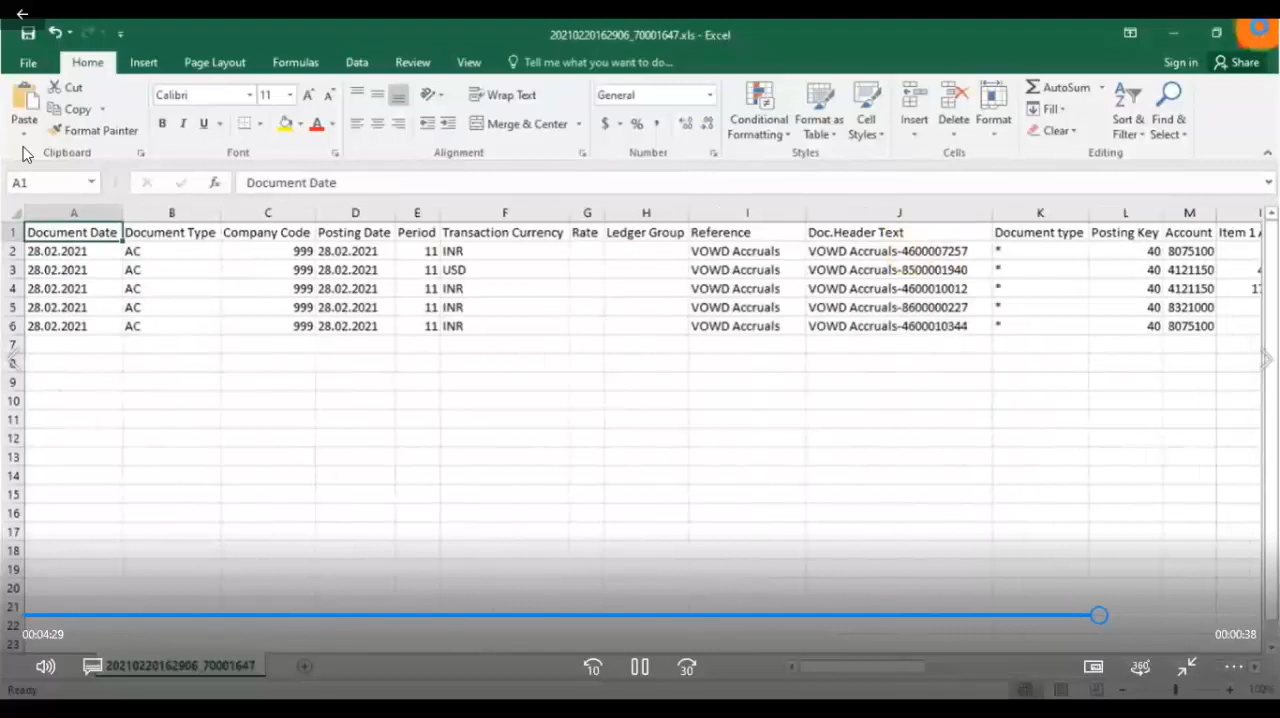 20210220162906_70001647.xls - Excel
File Home Insert Page Layout Formulas Data Review View Tell me what you want to do... Sign in Share
Paste Cut Copy Format Painter Clipboard
Calibri 11 A A B I U A Font
Wrap Text Merge & Center Alignment
General $ % , Number
Conditional Formatting Format as Table Cell Styles Styles
Insert Delete Format Cells
AutoSum Fill Clear Sort & Filter Find & Select Editing
A1 fx Document Date
A B C D E F G H I J K L M
1 Document Date Document Type Company Code Posting Date Period Transaction Currency Rate Ledger Group Reference Doc.Header Text Document type Posting Key Account Item 1
2 28.02.2021 AC 999 28.02.2021 11 INR VOWD Accruals VOWD Accruals-4600007257 * 40 8075100
3 28.02.2021 AC 999 28.02.2021 11 USD VOWD Accruals VOWD Accruals-8500001940 * 40 4121150
4 28.02.2021 AC 999 28.02.2021 11 INR VOWD Accruals VOWD Accruals-4600010012 * 40 4121150 17
5 28.02.2021 AC 999 28.02.2021 11 INR VOWD Accruals VOWD Accruals-8600000227 * 40 8321000
6 28.02.2021 AC 999 28.02.2021 11 INR VOWD Accruals VOWD Accruals-4600010344 * 40 8075100
7
8
9
10
11
12
13
14
15
16
17
18
19
20
21
22
23
00:04:29 00:00:38
20210220162906_70001647
10 30 360
Ready 100%